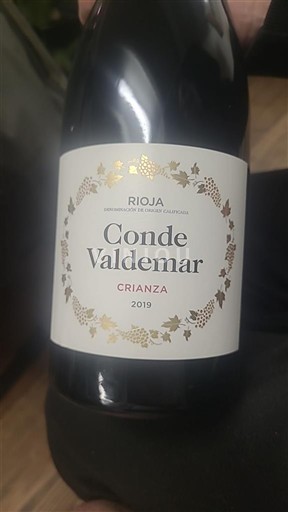 RIOJA
DENOMINACIÓN DE ORIGEN CALIFICADA
Conde
Valdemar
CRIANZA
2019